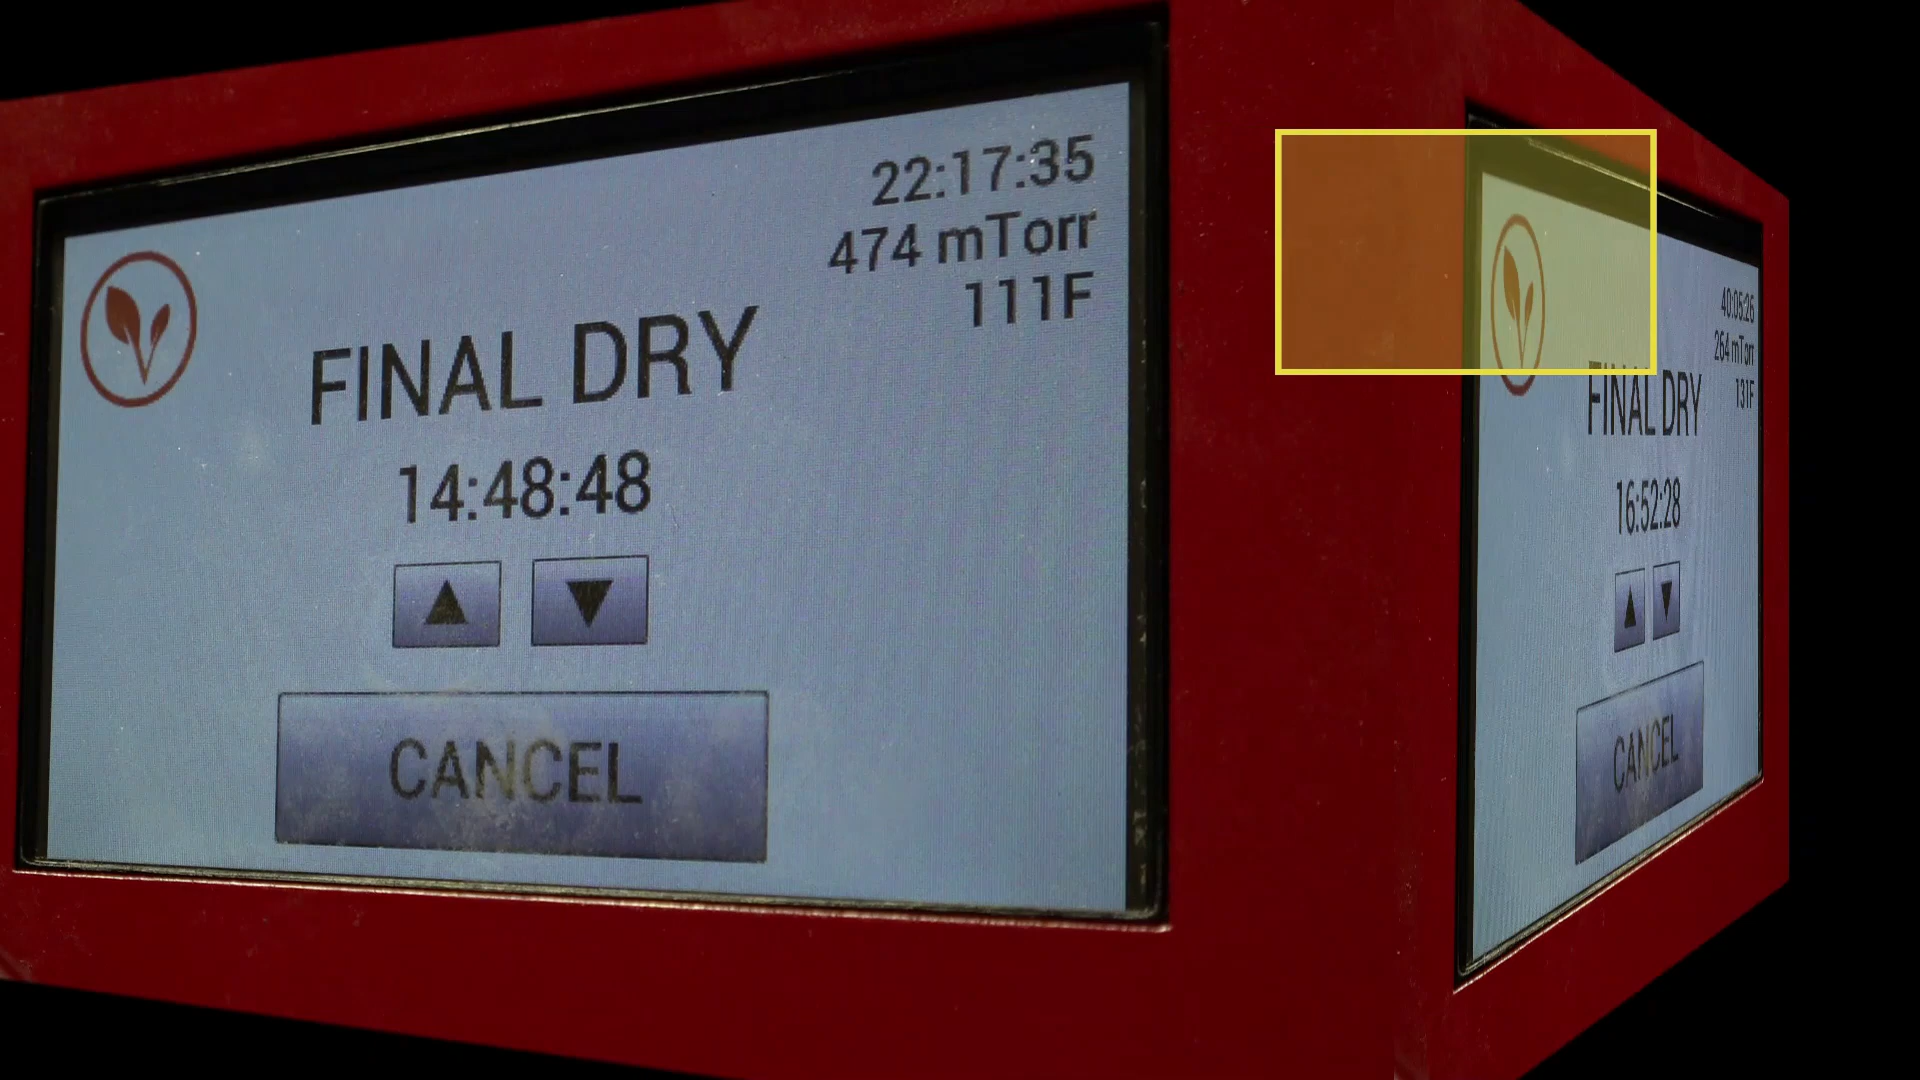 22:17:35
474 mTorr
111F
FINAL DRY
14:48:48
CANCEL
40:05:26
264 mTorr
131F
FINAL DRY
16:52:28
CANCEL